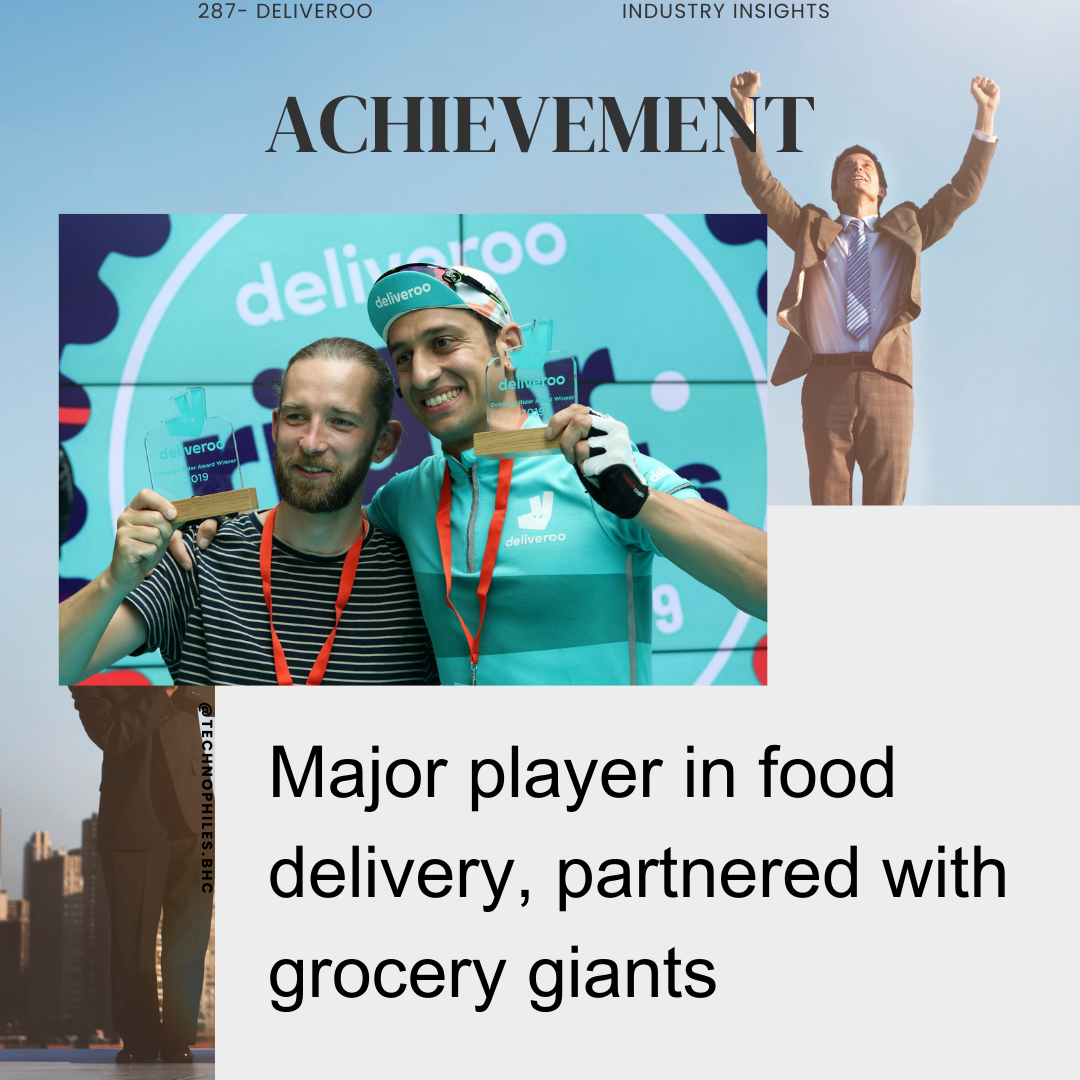 287- DELIVEROO
INDUSTRY INSIGHTS
ACHIEVEMENT
deliveroo
deliveroo
deliveroo
Rider Award Winner
2019
deliveroo
Rider Award Winner
2019
deliveroo
9
@TECHNOPHILES.BHC
Major player in food
delivery, partnered with
grocery giants